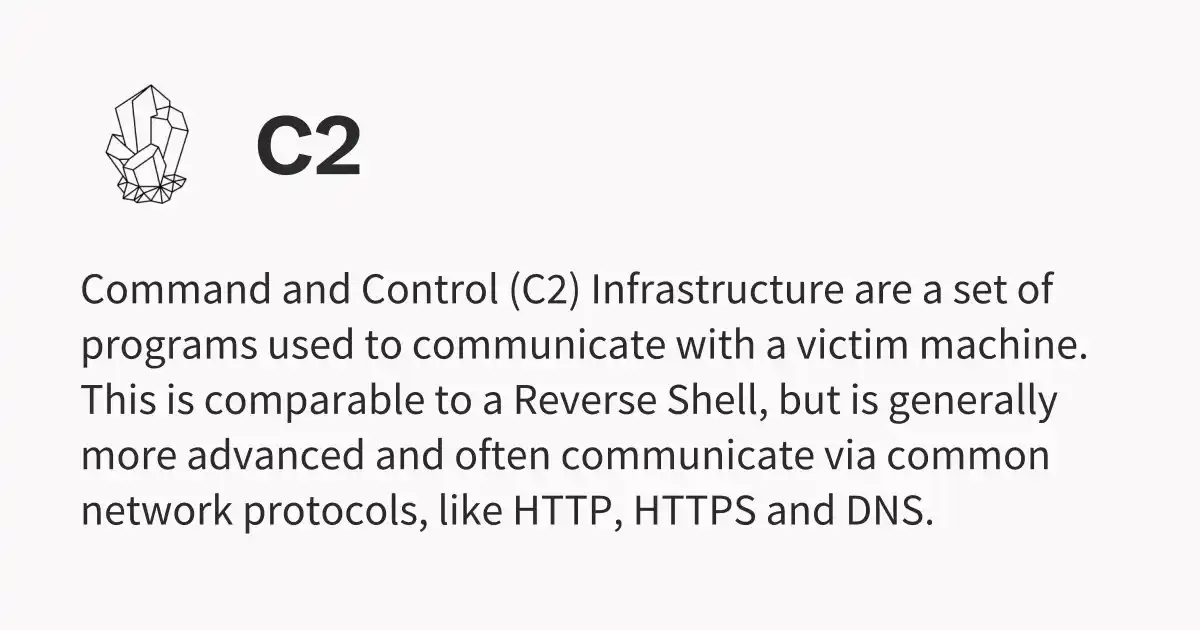 C2
Command and Control (C2) Infrastructure are a set of
programs used to communicate with a victim machine.
This is comparable to a Reverse Shell, but is generally
more advanced and often communicate via common
network protocols, like HTTP, HTTPS and DNS.